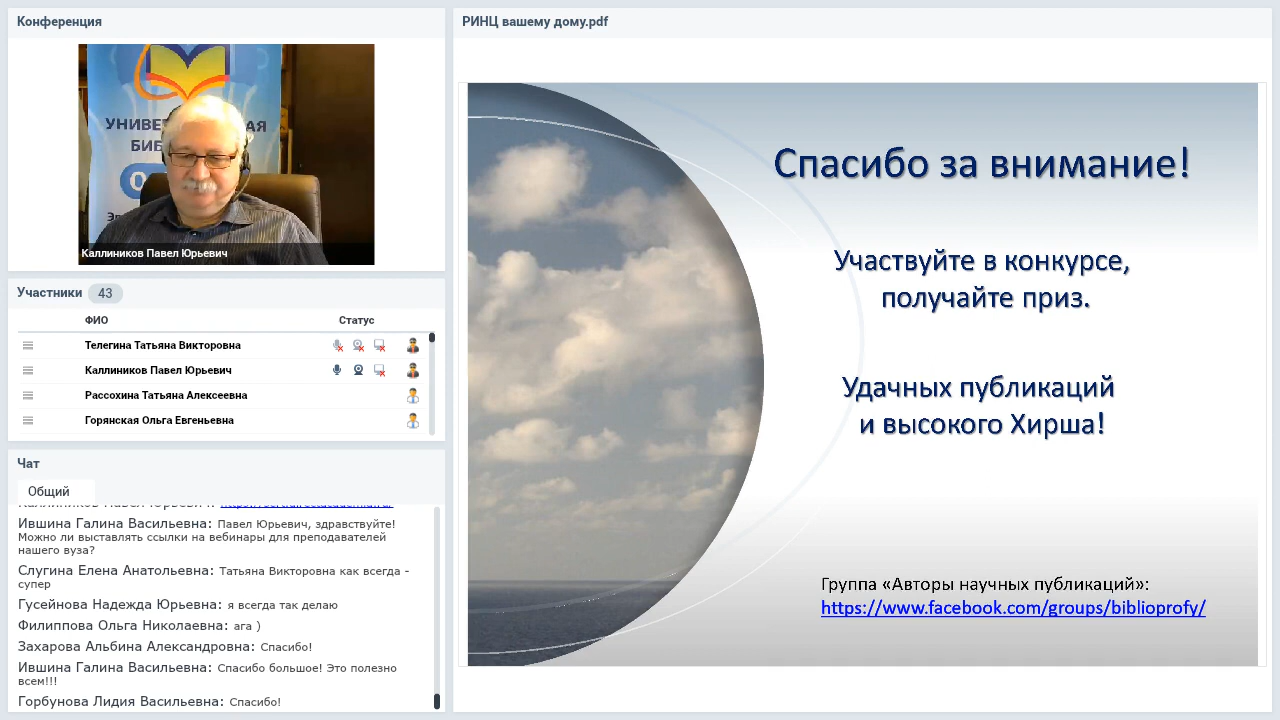 Конференция
УНИВЕР
АЯ
БИБ
Каллиников Павел Юрьевич
Участники 43
ФИО Статус
Телегина Татьяна Викторовна
Каллиников Павел Юрьевич
Рассохина Татьяна Алексеевна
Горянская Ольга Евгеньевна
Чат
Общий
Ившина Галина Васильевна: Павел Юрьевич, здравствуйте!
Можно ли выставлять ссылки на вебинары для преподавателей
нашего вуза?
Слугина Елена Анатольевна: Татьяна Викторовна как всегда -
супер
Гусейнова Надежда Юрьевна: я всегда так делаю
Филиппова Ольга Николаевна: ага )
Захарова Альбина Александровна: Спасибо!
Ившина Галина Васильевна: Спасибо большое! Это полезно
всем!!!
Горбунова Лидия Васильевна: Спасибо!
РИНЦ вашему дому.pdf
Спасибо за внимание!
Участвуйте в конкурсе,
получайте приз.
Удачных публикаций
и высокого Хирша!
Группа «Авторы научных публикаций»:
https://www.facebook.com/groups/biblioprofy/